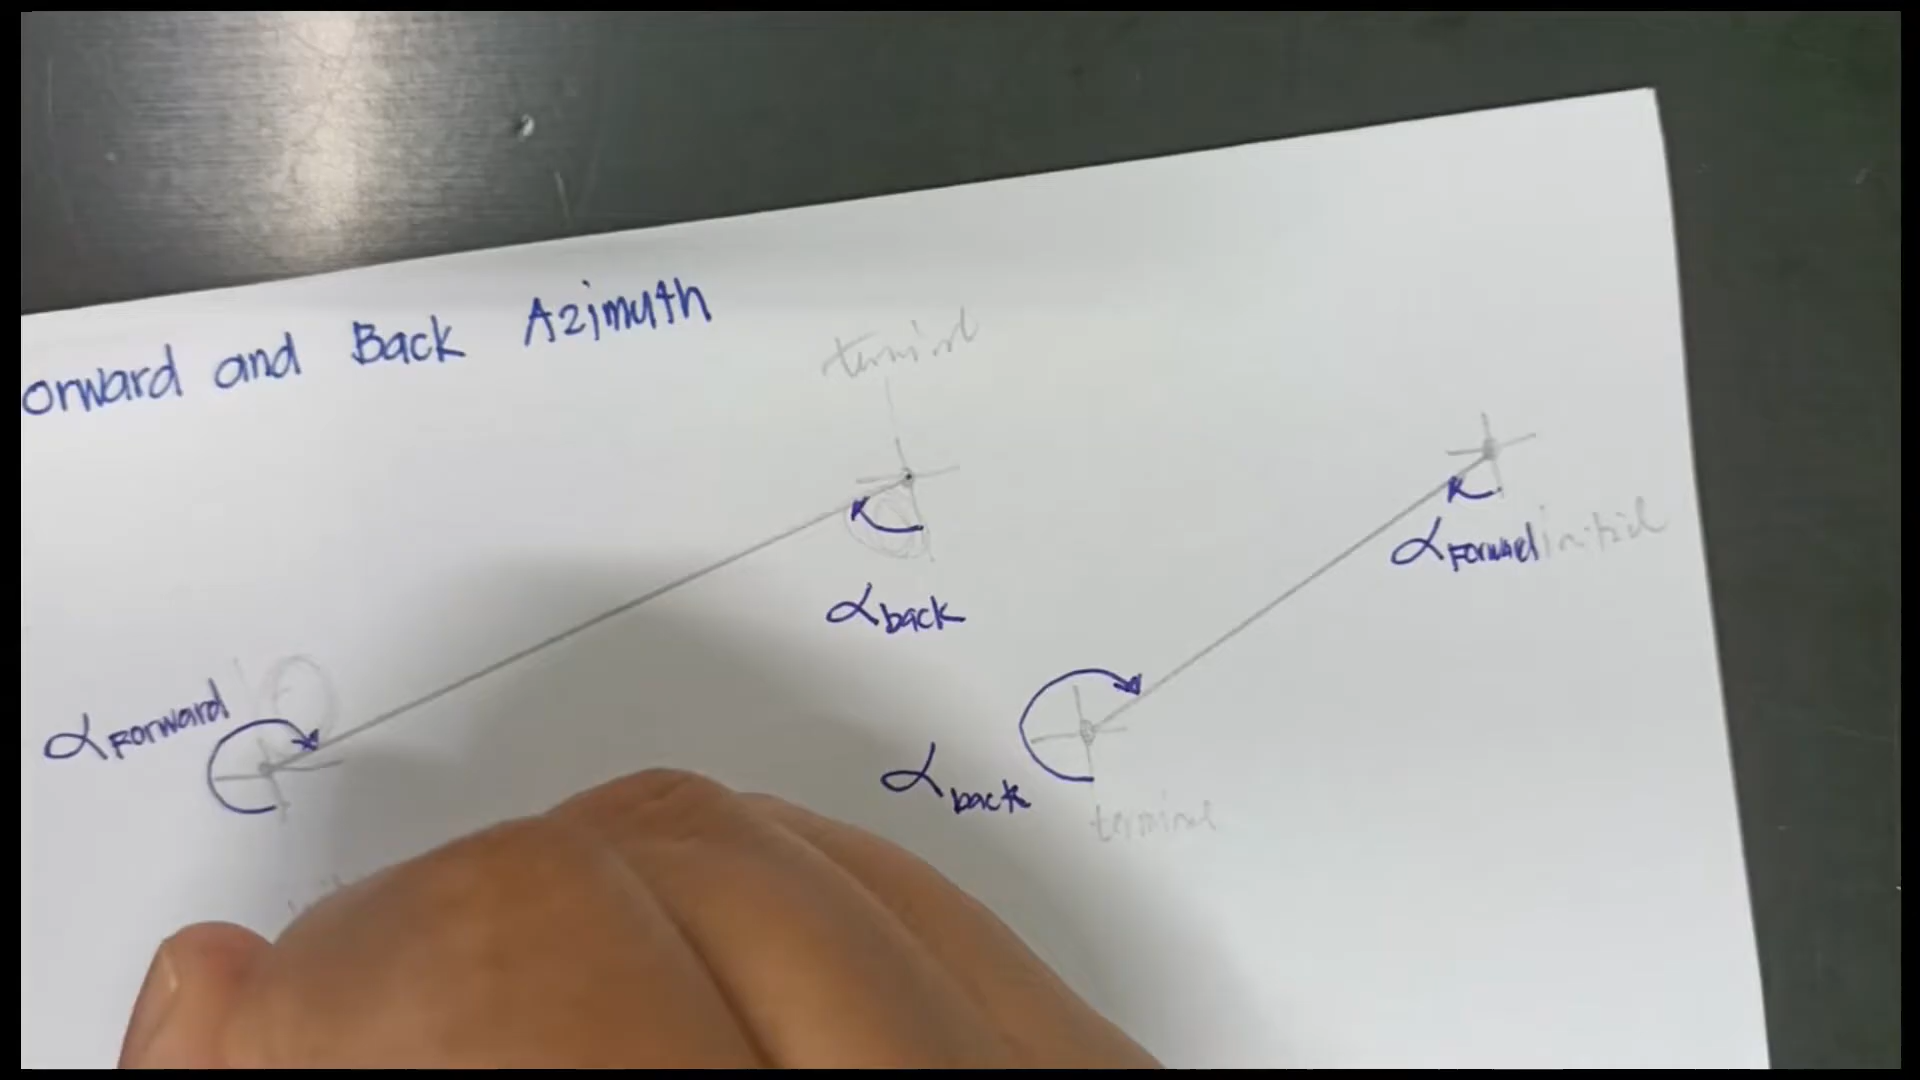 orward and Back Azimuth
terminal
αForward
αback
αForward initial
αback
terminal